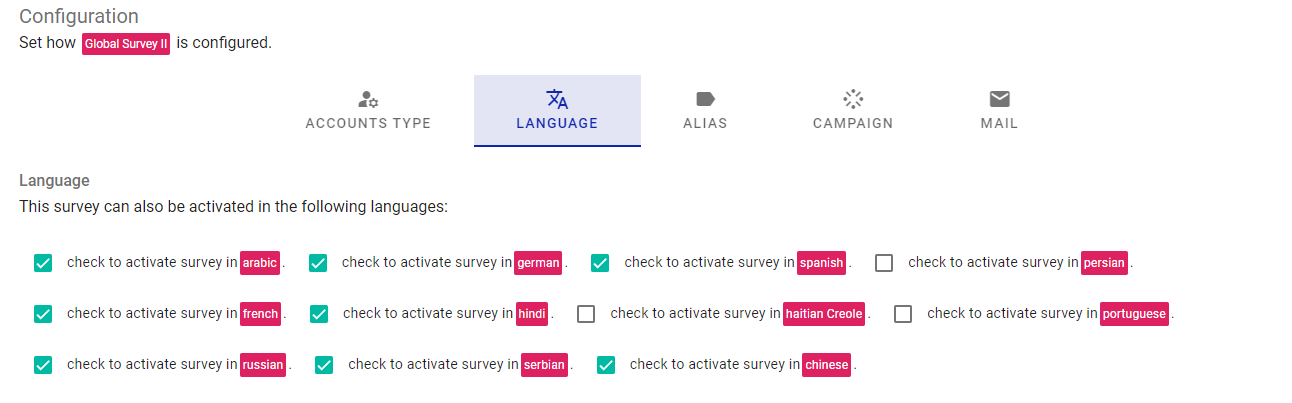 Configuration
Set how Global Survey II is configured.
ACCOUNTS TYPE LANGUAGE ALIAS CAMPAIGN MAIL
Language
This survey can also be activated in the following languages:
check to activate survey in arabic . check to activate survey in german . check to activate survey in spanish . check to activate survey in persian .
check to activate survey in french . check to activate survey in hindi . check to activate survey in haitian Creole . check to activate survey in portuguese .
check to activate survey in russian . check to activate survey in serbian . check to activate survey in chinese .